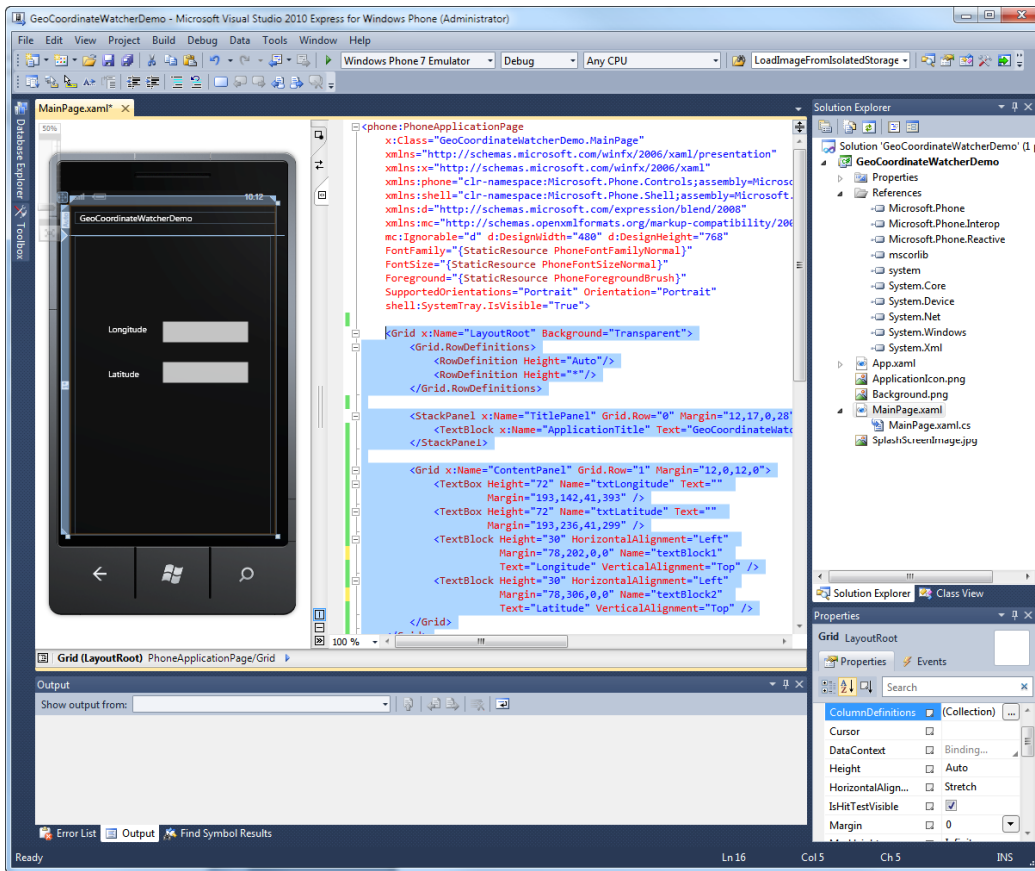 GeoCoordinateWatcherDemo - Microsoft Visual Studio 2010 Express for Windows Phone (Administrator)
File Edit View Project Build Debug Data Tools Window Help
Windows Phone 7 Emulator Debug Any CPU LoadImageFromIsolatedStorage
Database Explorer
Toolbox
MainPage.xaml*
50%
10:12
GeoCoordinateWatcherDemo
Longitude
Latitude
<phone:PhoneApplicationPage
x:Class="GeoCoordinateWatcherDemo.MainPage"
xmlns="http://schemas.microsoft.com/winfx/2006/xaml/presentation"
xmlns:x="http://schemas.microsoft.com/winfx/2006/xaml"
xmlns:phone="clr-namespace:Microsoft.Phone.Controls;assembly=Microso
xmlns:shell="clr-namespace:Microsoft.Phone.Shell;assembly=Microsoft.
xmlns:d="http://schemas.microsoft.com/expression/blend/2008"
xmlns:mc="http://schemas.openxmlformats.org/markup-compatibility/200
mc:Ignorable="d" d:DesignWidth="480" d:DesignHeight="768"
FontFamily="{StaticResource PhoneFontFamilyNormal}"
FontSize="{StaticResource PhoneFontSizeNormal}"
Foreground="{StaticResource PhoneForegroundBrush}"
SupportedOrientations="Portrait" Orientation="Portrait"
shell:SystemTray.IsVisible="True">
<Grid x:Name="LayoutRoot" Background="Transparent">
<Grid.RowDefinitions>
<RowDefinition Height="Auto"/>
<RowDefinition Height="*"/>
</Grid.RowDefinitions>
<StackPanel x:Name="TitlePanel" Grid.Row="0" Margin="12,17,0,28"
<TextBlock x:Name="ApplicationTitle" Text="GeoCoordinateWatc
</StackPanel>
<Grid x:Name="ContentPanel" Grid.Row="1" Margin="12,0,12,0">
<TextBox Height="72" Name="txtLongitude" Text=""
Margin="193,142,41,393" />
<TextBox Height="72" Name="txtLatitude" Text=""
Margin="193,236,41,299" />
<TextBlock Height="30" HorizontalAlignment="Left"
Margin="78,202,0,0" Name="textBlock1"
Text="Longitude" VerticalAlignment="Top" />
<TextBlock Height="30" HorizontalAlignment="Left"
Margin="78,306,0,0" Name="textBlock2"
Text="Latitude" VerticalAlignment="Top" />
</Grid>
100 %
Grid (LayoutRoot) PhoneApplicationPage/Grid
Output
Show output from:
Error List Output Find Symbol Results
Solution Explorer
Solution 'GeoCoordinateWatcherDemo' (1 p
GeoCoordinateWatcherDemo
Properties
References
Microsoft.Phone
Microsoft.Phone.Interop
Microsoft.Phone.Reactive
mscorlib
system
System.Core
System.Device
System.Net
System.Windows
System.Xml
App.xaml
ApplicationIcon.png
Background.png
MainPage.xaml
MainPage.xaml.cs
SplashScreenImage.jpg
Solution Explorer Class View
Properties
Grid LayoutRoot
Properties Events
Search
ColumnDefinitions (Collection) ...
Cursor
DataContext Binding...
Height Auto
HorizontalAlign... Stretch
IsHitTestVisible
Margin 0
Ready Ln 16 Col 5 Ch 5 INS